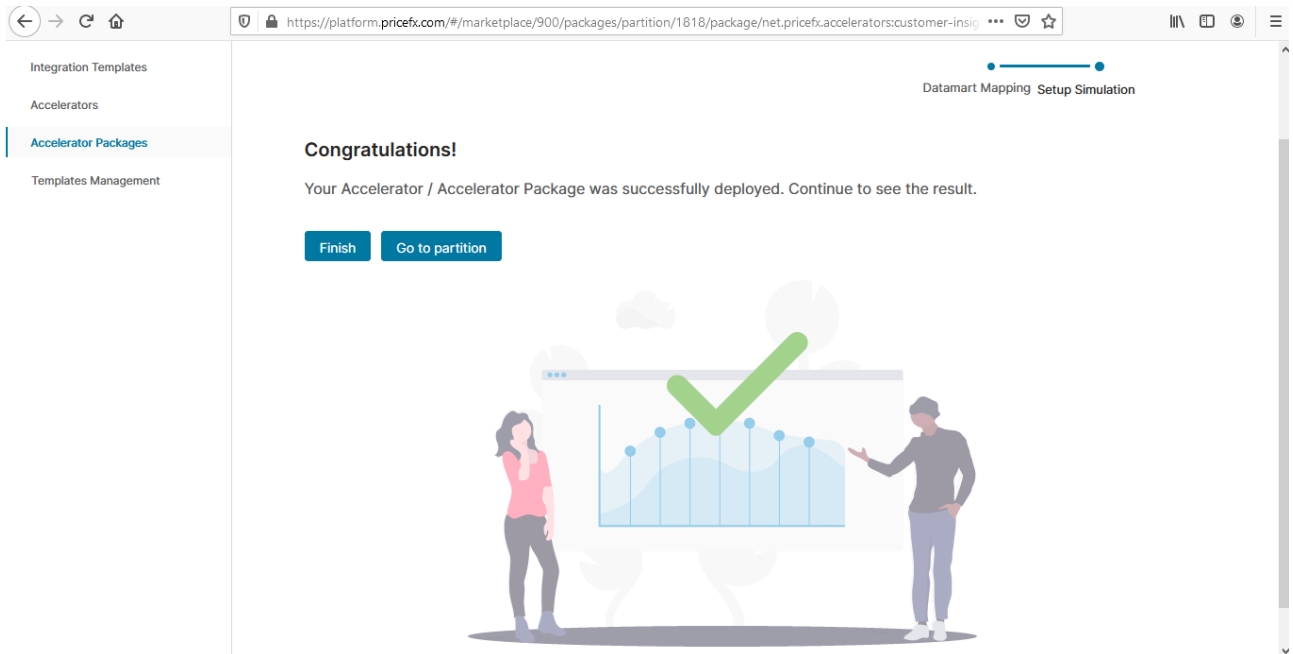 https://platform.pricefx.com/#/marketplace/900/packages/partition/1818/package/net.pricefx.accelerators:customer-insig
Integration Templates
Accelerators
Accelerator Packages
Templates Management
Datamart Mapping
Setup Simulation
Congratulations!
Your Accelerator / Accelerator Package was successfully deployed. Continue to see the result.
Finish
Go to partition